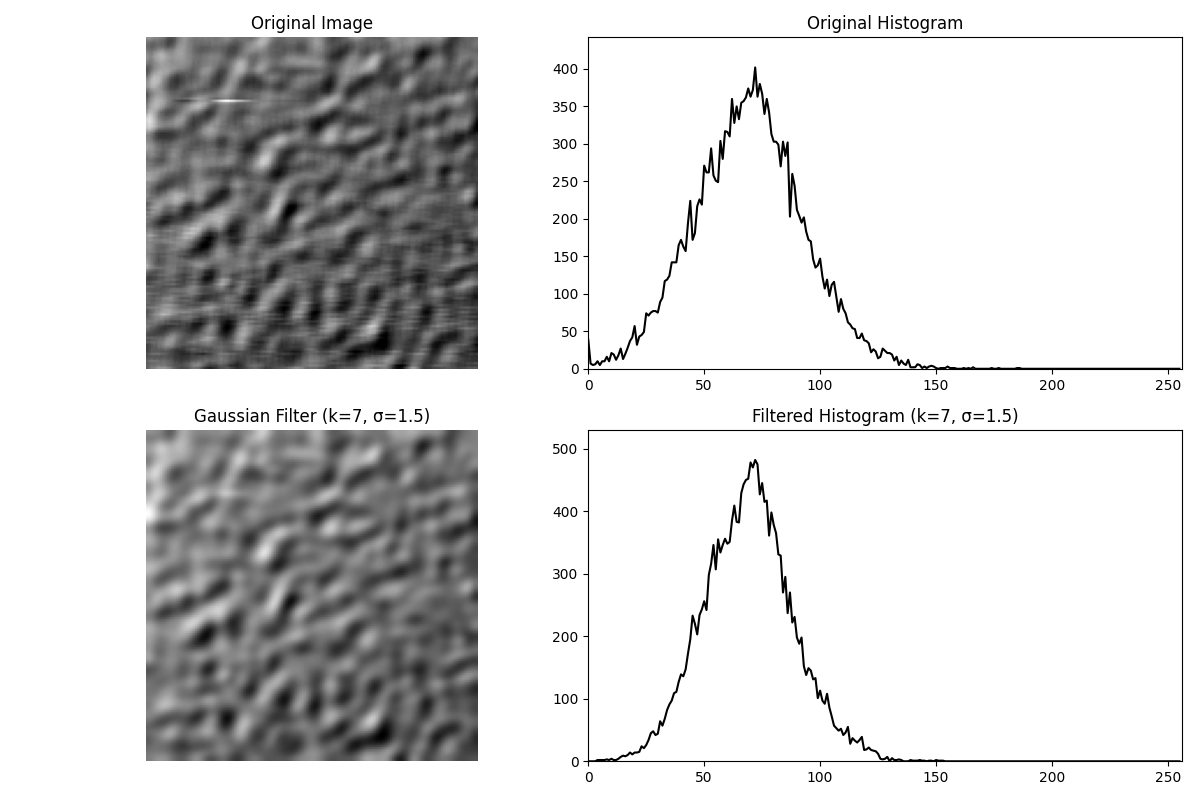 Original Image
Original Histogram
400
350
300
250
200
150
100
50
0
0 50 100 150 200 250
Gaussian Filter (k=7, σ=1.5)
Filtered Histogram (k=7, σ=1.5)
500
400
300
200
100
0
0 50 100 150 200 250